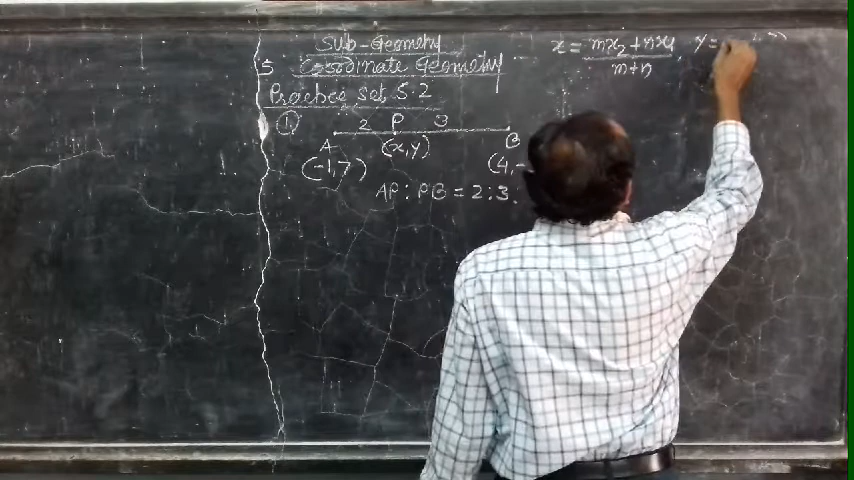 Sub-Geometry
5 Coordinate Geometry
Practice set 5.2
① 2 P 3
A (x,y) B
(-1,7) (4,-
AP : PB = 2:3.
x = mx₂+nx₁ / m+n , y =